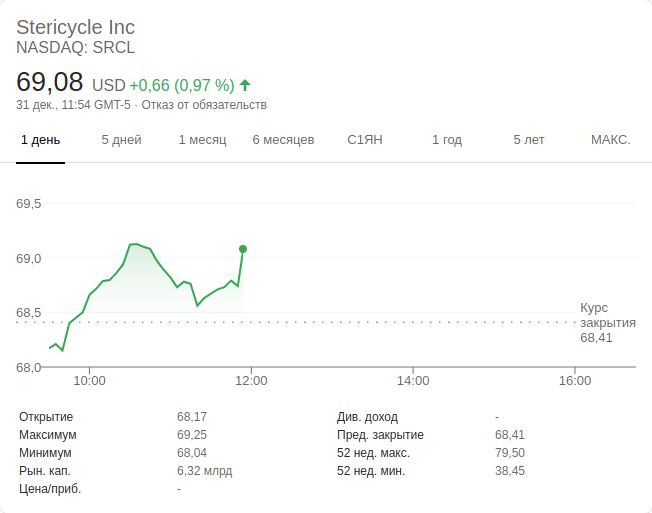 Stericycle Inc
NASDAQ: SRCL
69,08 USD +0,66 (0,97 %)
31 дек., 11:54 GMT-5 · Отказ от обязательств
1 день 5 дней 1 месяц 6 месяцев С1ЯН 1 год 5 лет МАКС.
69,5
69,0
68,5
68,0
Курс
закрытия
68,41
10:00 12:00 14:00 16:00
Открытие 68,17 Див. доход -
Максимум 69,25 Пред. закрытие 68,41
Минимум 68,04 52 нед. макс. 79,50
Рын. кап. 6,32 млрд 52 нед. мин. 38,45
Цена/приб. -